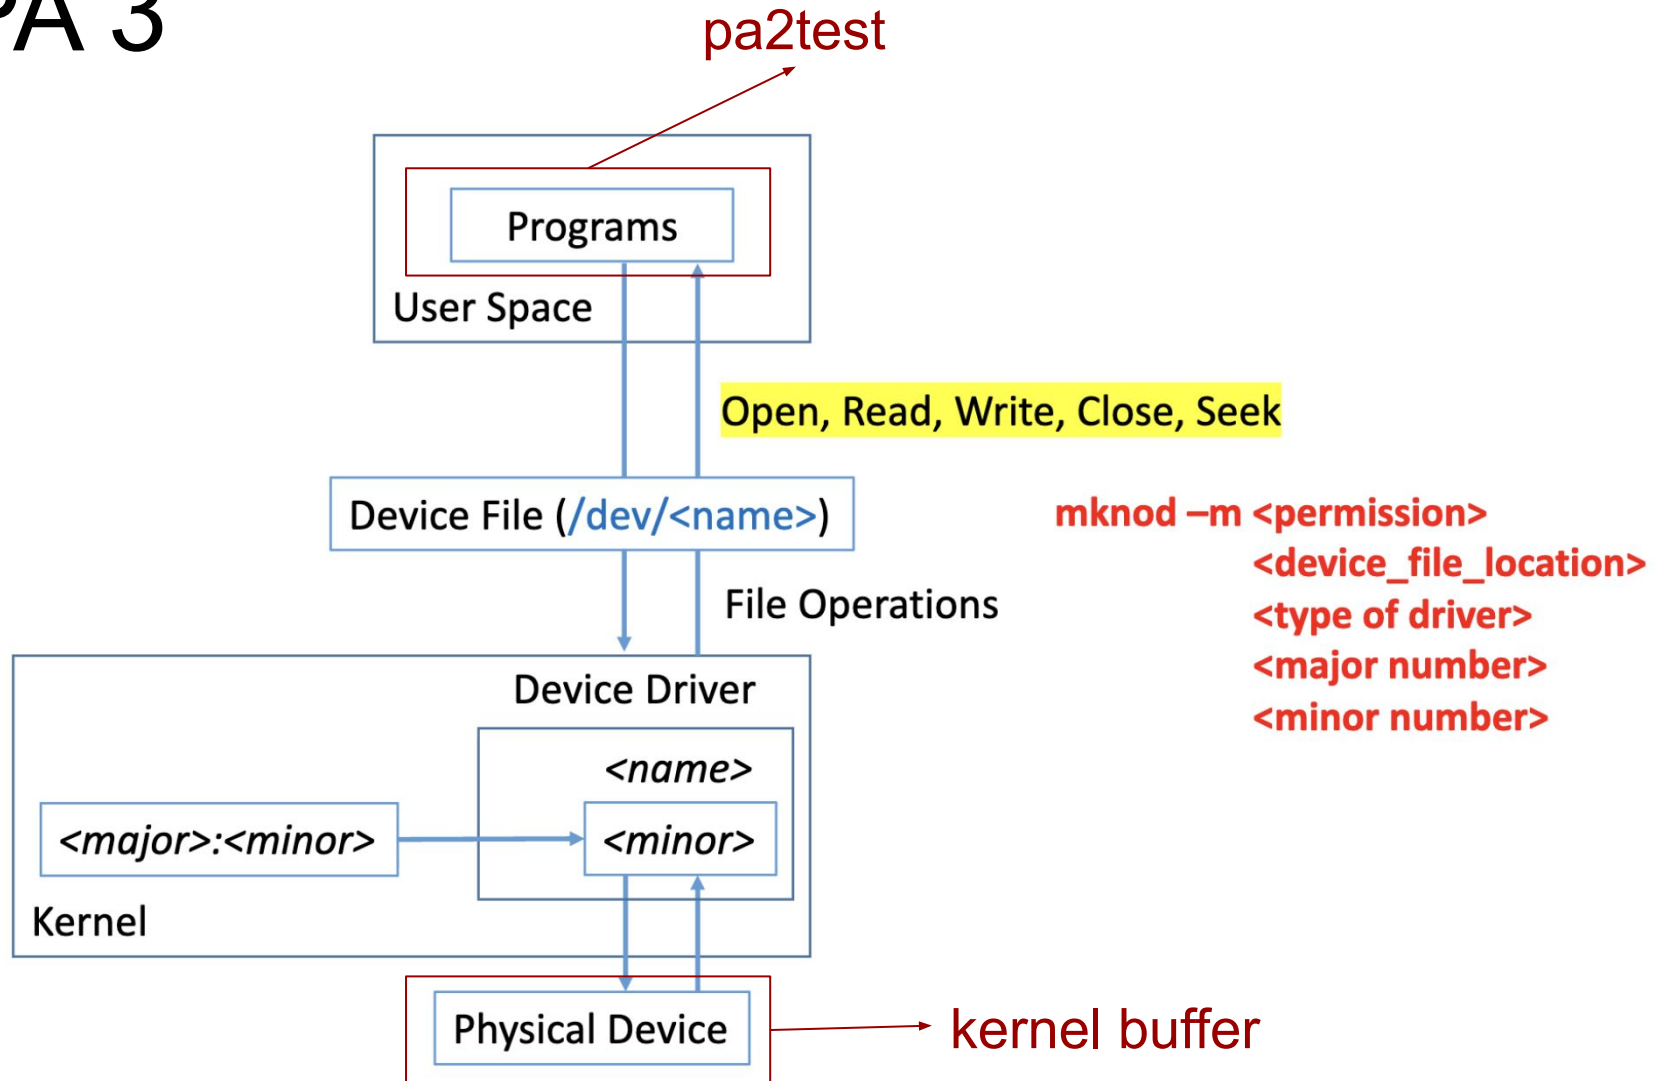 PA 3
pa2test
Programs
User Space
Open, Read, Write, Close, Seek
Device File (/dev/<name>)
mknod –m <permission>
<device_file_location>
<type of driver>
<major number>
<minor number>
File Operations
Device Driver
<name>
<major>:<minor>
<minor>
Kernel
Physical Device
kernel buffer